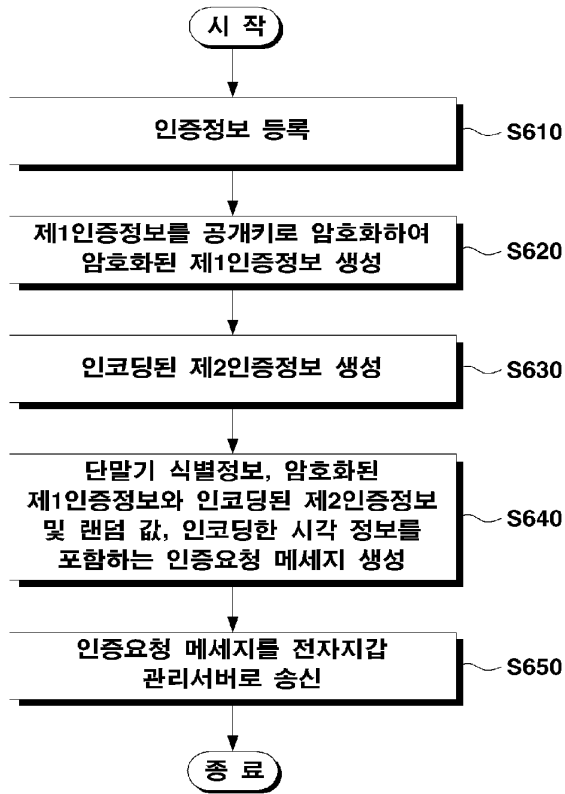 시 작
인증정보 등록
S610
제1인증정보를 공개키로 암호화하여
암호화된 제1인증정보 생성
S620
인코딩된 제2인증정보 생성
S630
단말기 식별정보, 암호화된
제1인증정보와 인코딩된 제2인증정보
및 랜덤 값, 인코딩한 시각 정보를
포함하는 인증요청 메세지 생성
S640
인증요청 메세지를 전자지갑
관리서버로 송신
S650
종 료